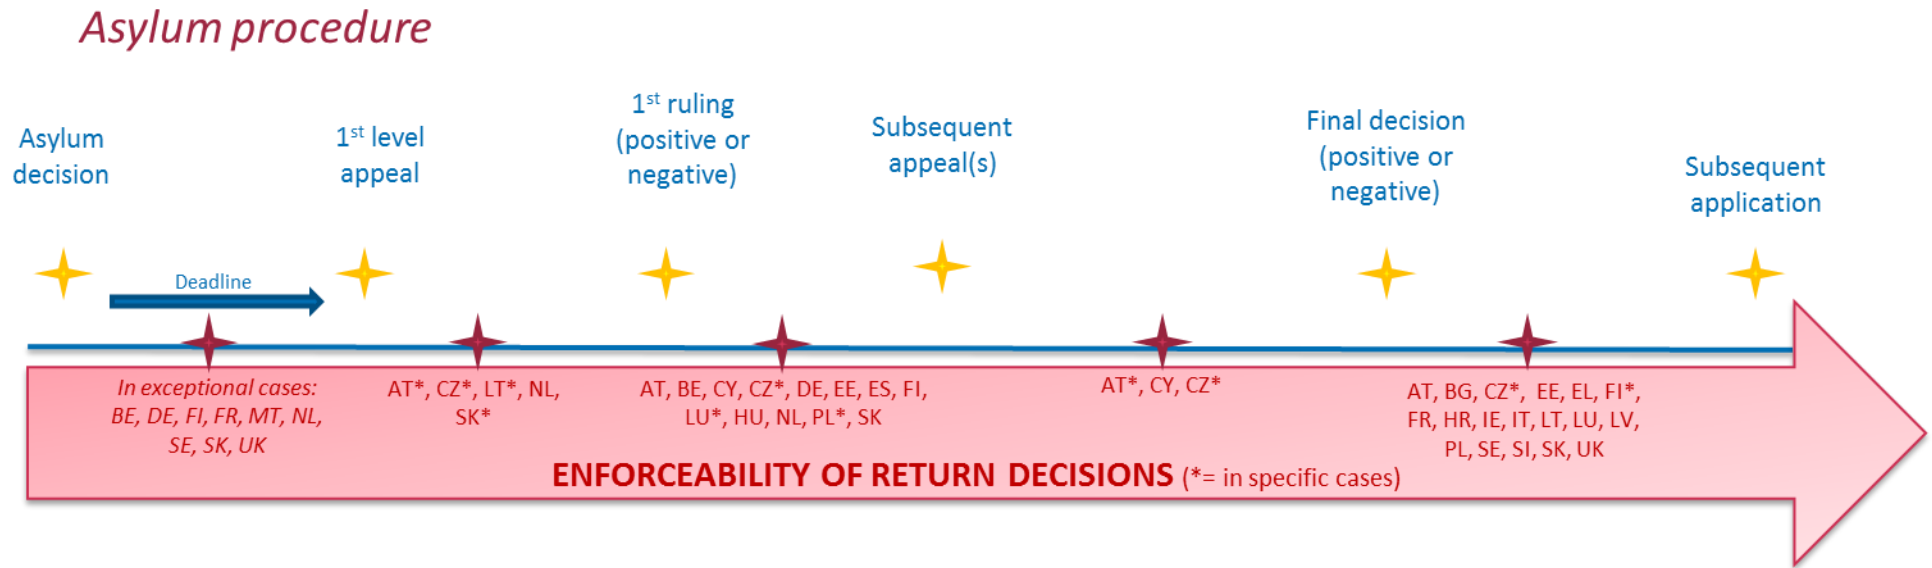 Asylum procedure
Asylum
decision
1st level
appeal
1st ruling
(positive or
negative)
Subsequent
appeal(s)
Final decision
(positive or
negative)
Subsequent
application
Deadline
In exceptional cases:
BE, DE, FI, FR, MT, NL,
SE, SK, UK
AT*, CZ*, LT*, NL,
SK*
AT, BE, CY, CZ*, DE, EE, ES, FI,
LU*, HU, NL, PL*, SK
AT*, CY, CZ*
AT, BG, CZ*, EE, EL, FI*,
FR, HR, IE, IT, LT, LU, LV,
PL, SE, SI, SK, UK
ENFORCEABILITY OF RETURN DECISIONS (*= in specific cases)